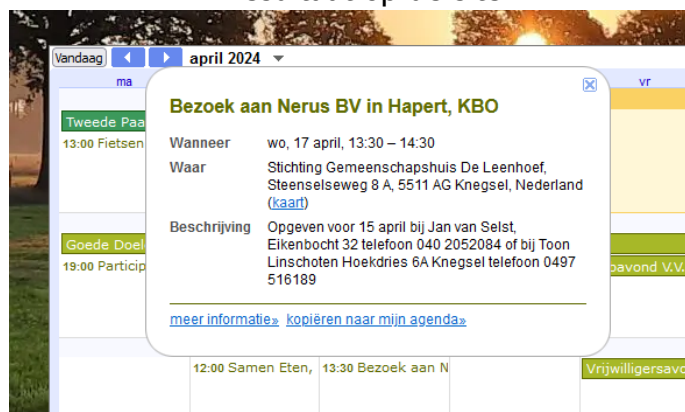 Vandaag april 2024
ma vr
Bezoek aan Nerus BV in Hapert, KBO
Tweede Paa
13:00 Fietsen
Wanneer wo, 17 april, 13:30 – 14:30
Waar Stichting Gemeenschapshuis De Leenhoef,
Steenselseweg 8 A, 5511 AG Knegsel, Nederland
(kaart)
Beschrijving Opgeven voor 15 april bij Jan van Selst,
Eikenbocht 32 telefoon 040 2052084 of bij Toon
Linschoten Hoekdries 6A Knegsel telefoon 0497
516189
Goede Doel
19:00 Particip
avond V.V.
meer informatie» kopiëren naar mijn agenda»
12:00 Samen Eten, 13:30 Bezoek aan N
Vrijwilligersavo